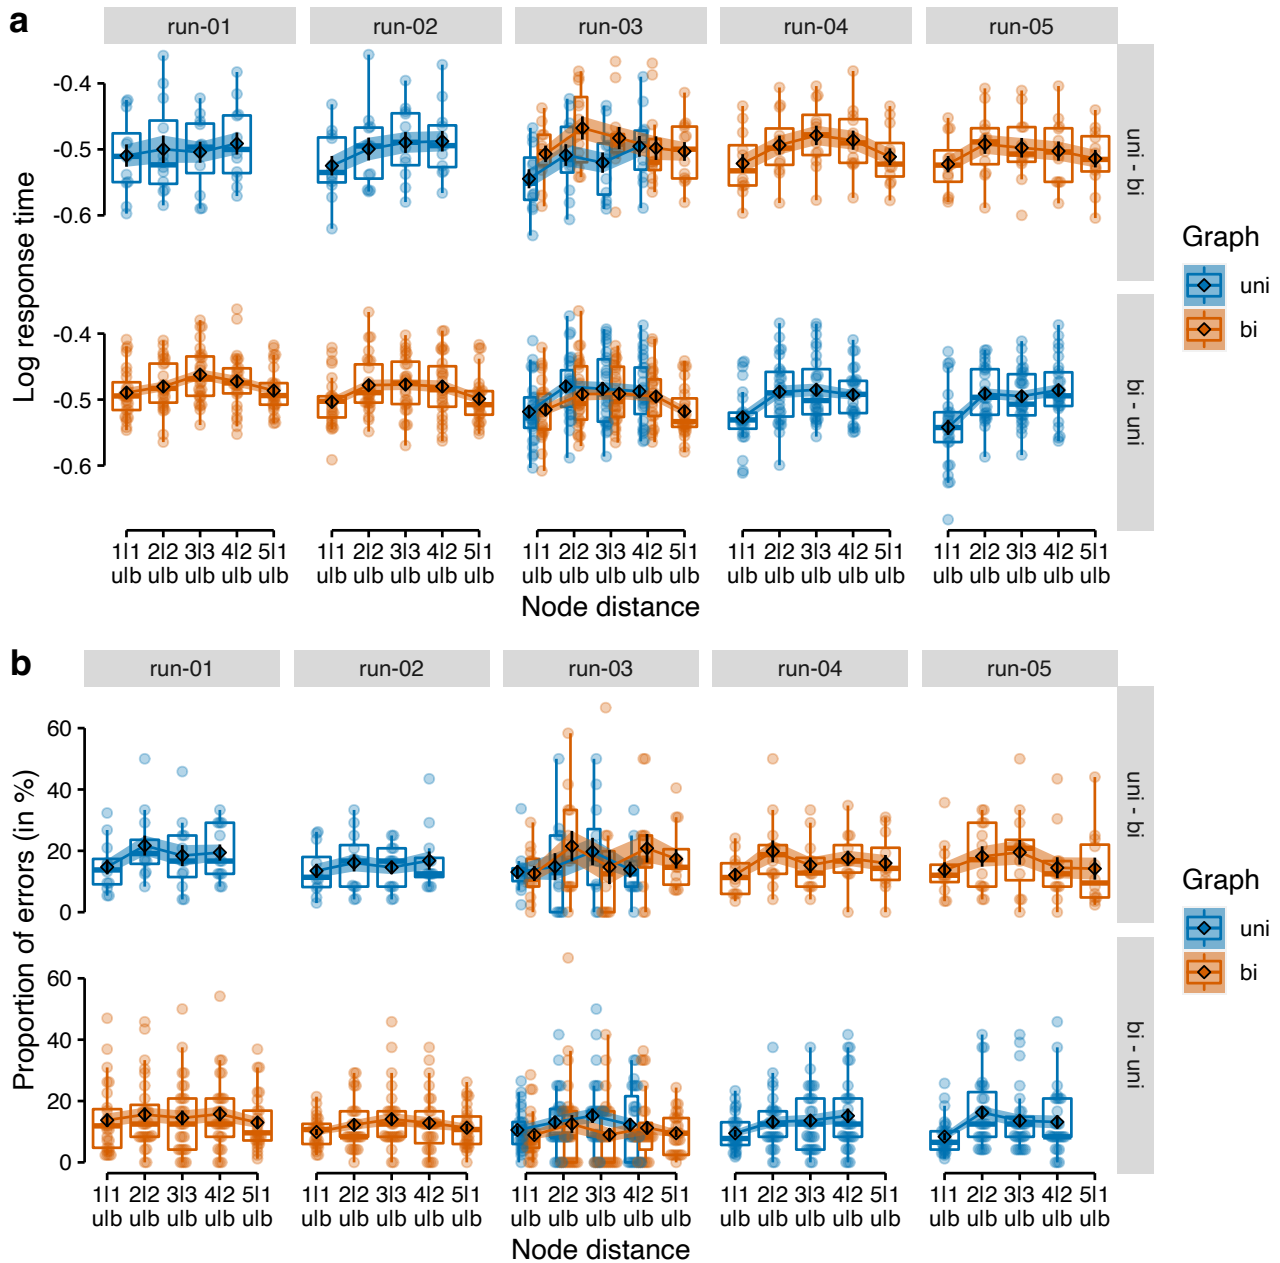 a
run-01 run-02 run-03 run-04 run-05
Log response time
-0.4
-0.5
-0.6
uni - bi
-0.4
-0.5
-0.6
bi - uni
1|1 2|2 3|3 4|2 5|1 1|1 2|2 3|3 4|2 5|1 1|1 2|2 3|3 4|2 5|1 1|1 2|2 3|3 4|2 5|1 1|1 2|2 3|3 4|2 5|1
u|b u|b u|b u|b u|b u|b u|b u|b u|b u|b u|b u|b u|b u|b u|b u|b u|b u|b u|b u|b u|b u|b u|b u|b u|b
Node distance
Graph
uni
bi
b
run-01 run-02 run-03 run-04 run-05
Proportion of errors (in %)
60
40
20
0
uni - bi
60
40
20
0
bi - uni
1|1 2|2 3|3 4|2 5|1 1|1 2|2 3|3 4|2 5|1 1|1 2|2 3|3 4|2 5|1 1|1 2|2 3|3 4|2 5|1 1|1 2|2 3|3 4|2 5|1
u|b u|b u|b u|b u|b u|b u|b u|b u|b u|b u|b u|b u|b u|b u|b u|b u|b u|b u|b u|b u|b u|b u|b u|b u|b
Node distance
Graph
uni
bi